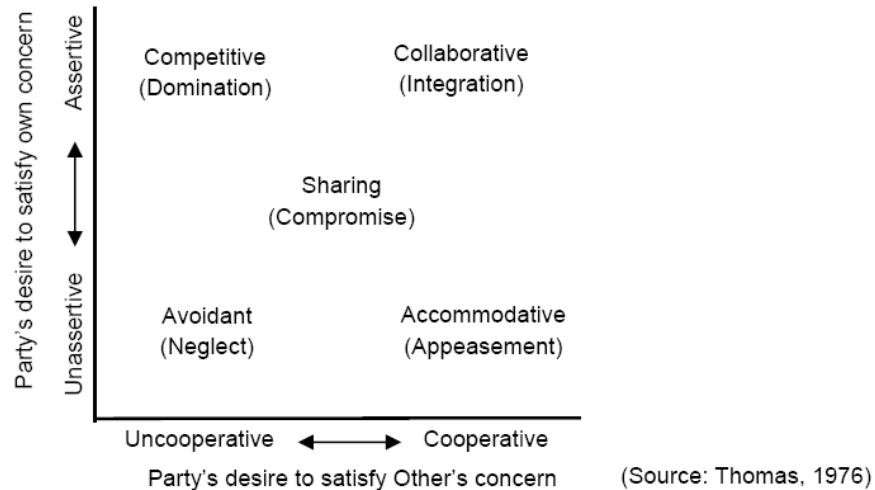 Party's desire to satisfy own concern
Assertive
Unassertive
Competitive
(Domination)
Collaborative
(Integration)
Sharing
(Compromise)
Avoidant
(Neglect)
Accommodative
(Appeasement)
Uncooperative
Cooperative
Party's desire to satisfy Other's concern
(Source: Thomas, 1976)